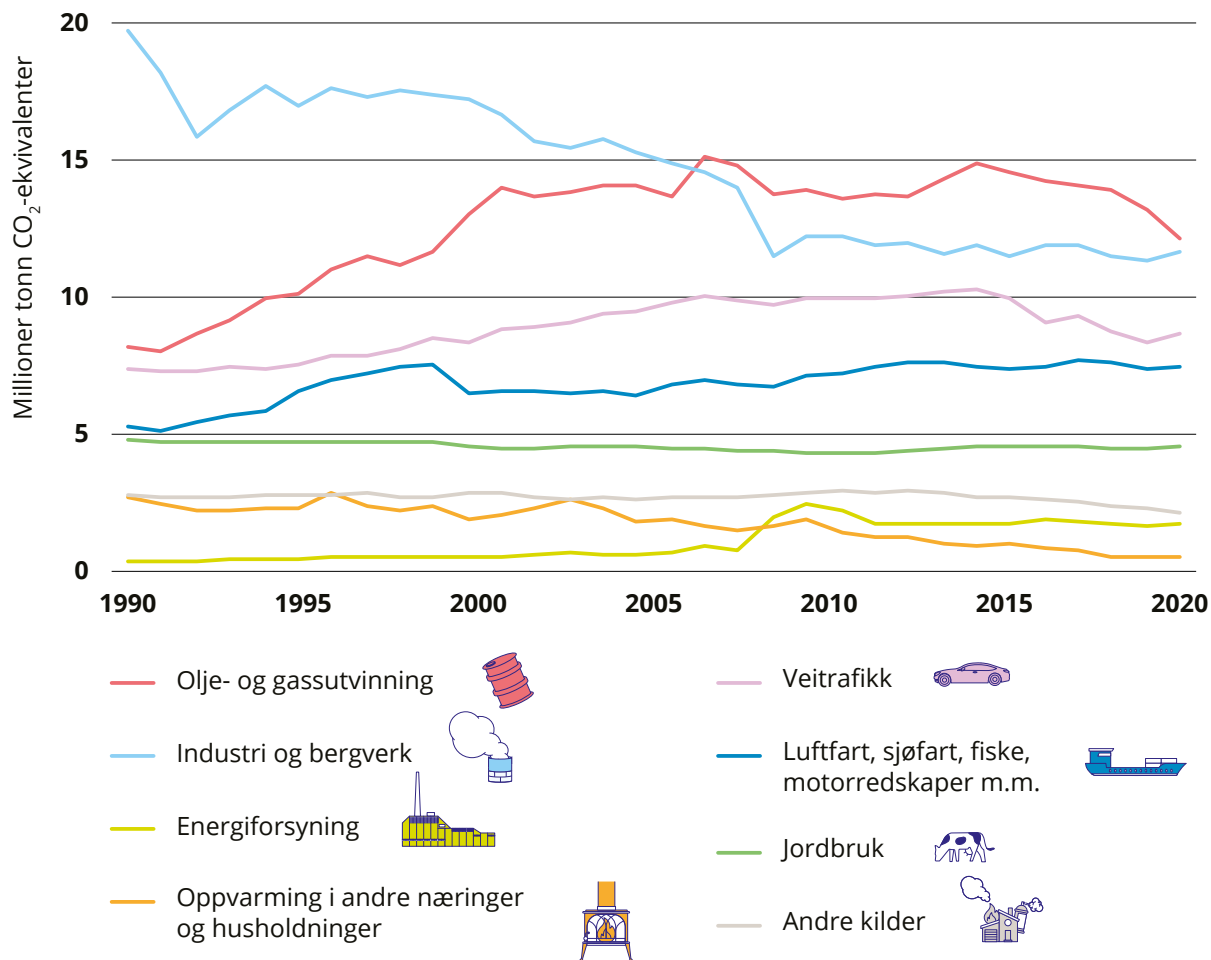 Millioner tonn CO₂-ekvivalenter
20
15
10
5
0
1990 1995 2000 2005 2010 2015 2020
Olje- og gassutvinning
Industri og bergverk
Energiforsyning
Oppvarming i andre næringer
og husholdninger
Veitrafikk
Luftfart, sjøfart, fiske,
motorredskaper m.m.
Jordbruk
Andre kilder